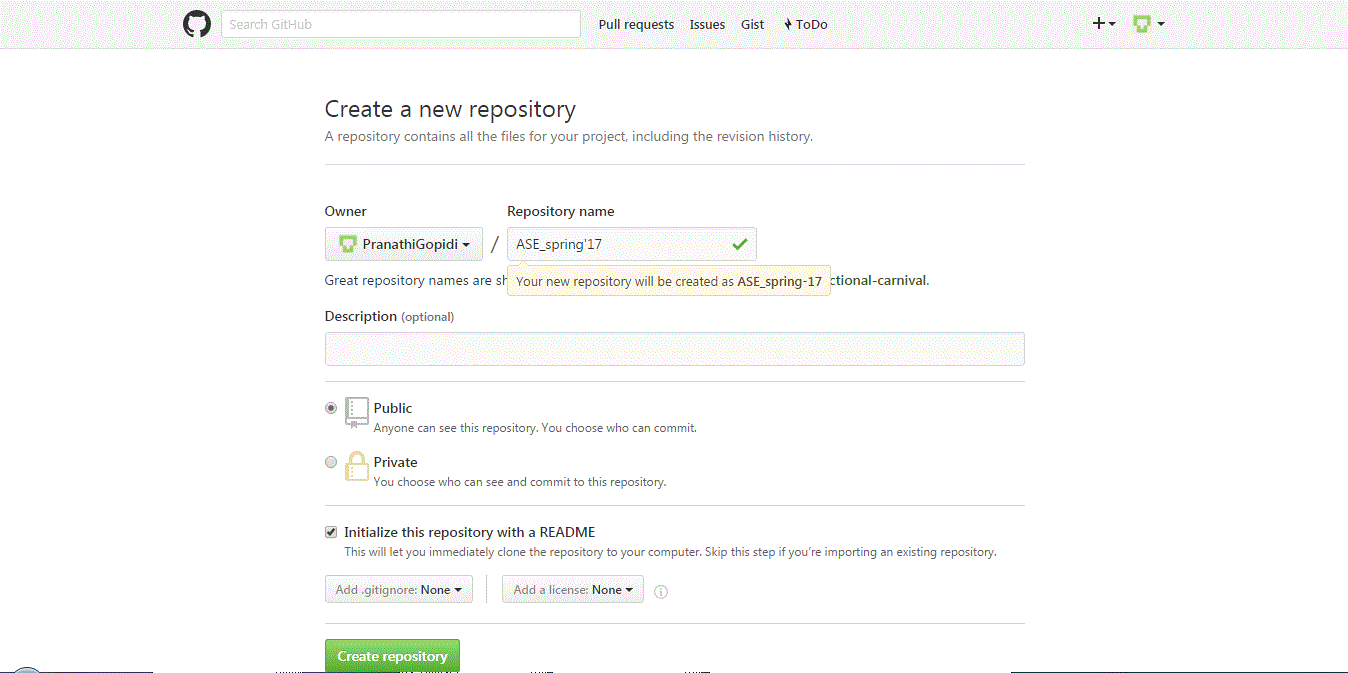 Search GitHub Pull requests Issues Gist ToDo
Create a new repository
A repository contains all the files for your project, including the revision history.
Owner Repository name
PranathiGopidi / ASE_spring'17
Great repository names are sh ctional-carnival.
Your new repository will be created as ASE_spring-17
Description (optional)
Public
Anyone can see this repository. You choose who can commit.
Private
You choose who can see and commit to this repository.
Initialize this repository with a README
This will let you immediately clone the repository to your computer. Skip this step if you're importing an existing repository.
Add .gitignore: None Add a license: None
Create repository